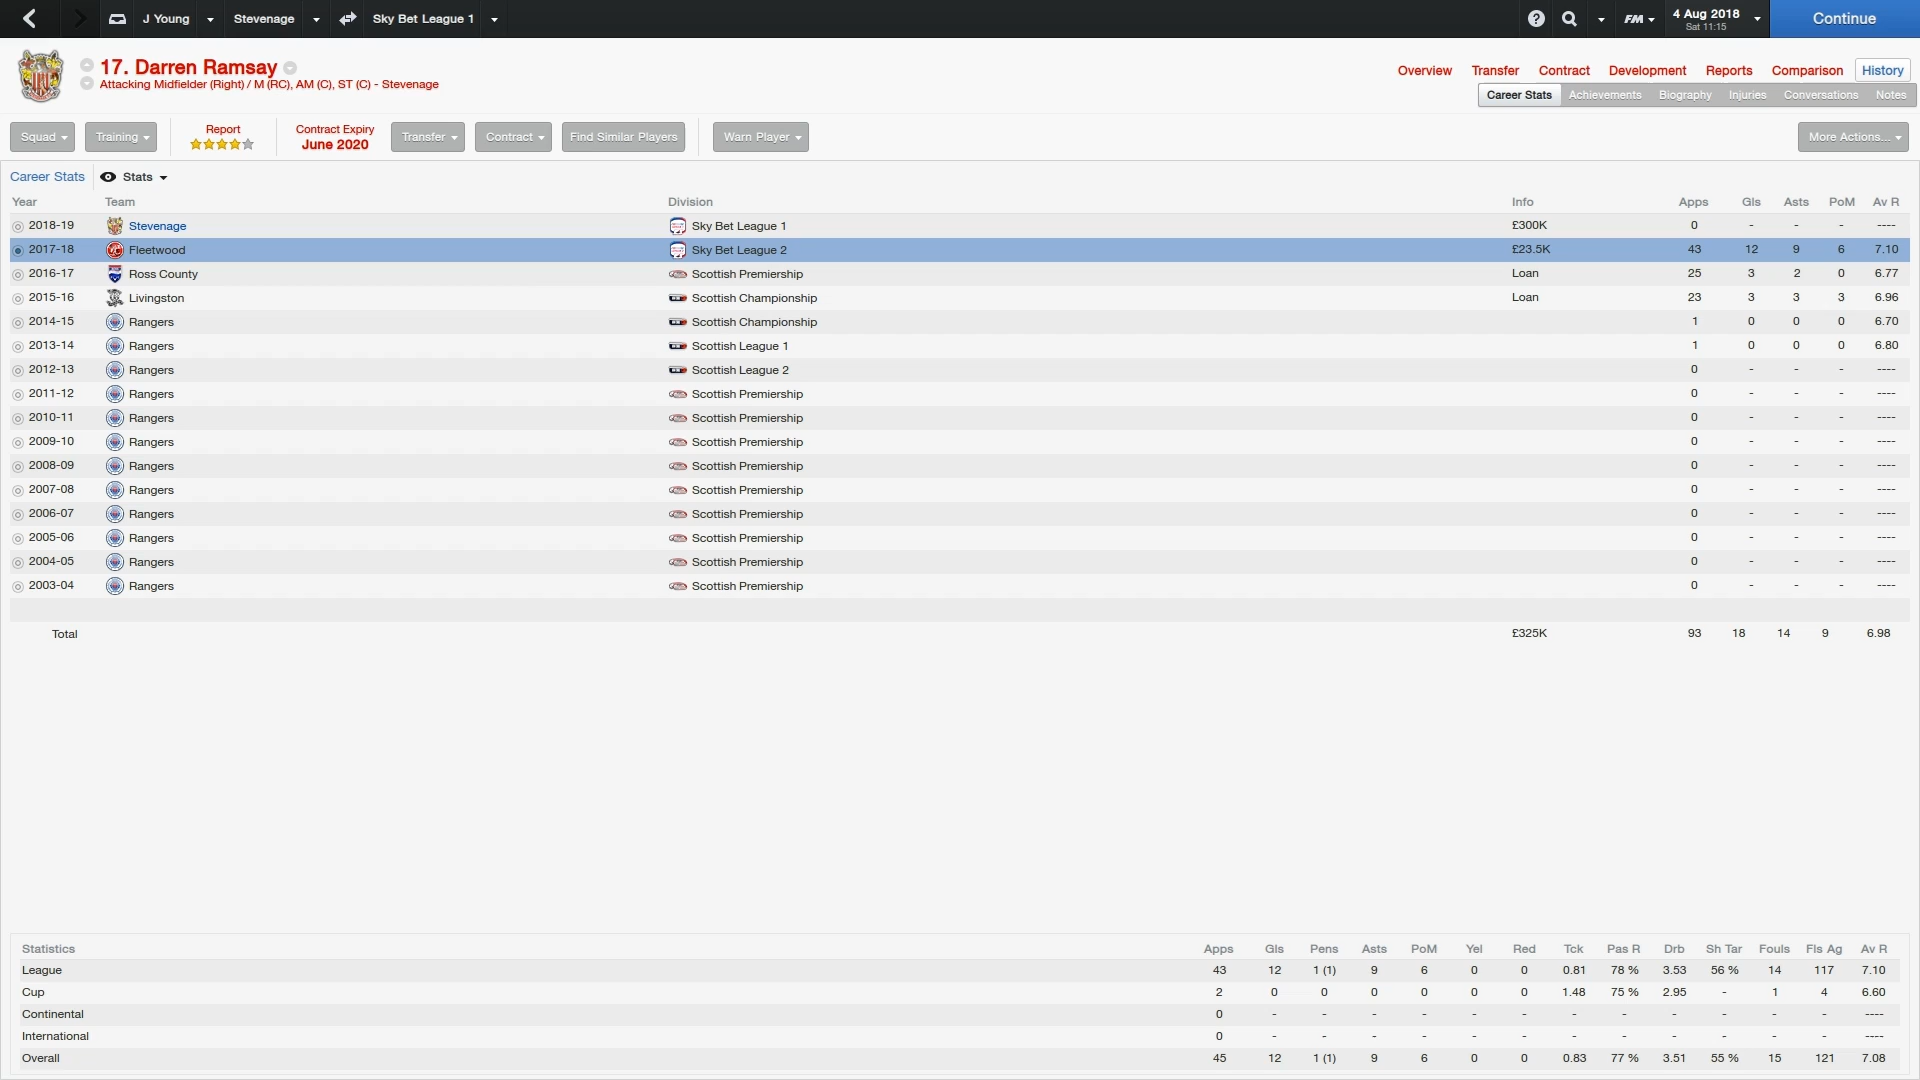 J Young Stevenage Sky Bet League 1 ? FM 4 Aug 2018 Continue
Sat 11:15
17. Darren Ramsay
Attacking Midfielder (Right) / M (RC), AM (C), ST (C) - Stevenage
Overview Transfer Contract Development Reports Comparison History
Career Stats Achievements Biography Injuries Conversations Notes
Squad Training Report Contract Expiry June 2020 Transfer Contract Find Similar Players Warn Player More Actions...
Career Stats Stats
Year Team Division Info Apps Gls Asts PoM Av R
2018-19 Stevenage Sky Bet League 1 £300K 0 - - - ----
2017-18 Fleetwood Sky Bet League 2 £23.5K 43 12 9 6 7.10
2016-17 Ross County Scottish Premiership Loan 25 3 2 0 6.77
2015-16 Livingston Scottish Championship Loan 23 3 3 3 6.96
2014-15 Rangers Scottish Championship 1 0 0 0 6.70
2013-14 Rangers Scottish League 1 1 0 0 0 6.80
2012-13 Rangers Scottish League 2 0 - - - ----
2011-12 Rangers Scottish Premiership 0 - - - ----
2010-11 Rangers Scottish Premiership 0 - - - ----
2009-10 Rangers Scottish Premiership 0 - - - ----
2008-09 Rangers Scottish Premiership 0 - - - ----
2007-08 Rangers Scottish Premiership 0 - - - ----
2006-07 Rangers Scottish Premiership 0 - - - ----
2005-06 Rangers Scottish Premiership 0 - - - ----
2004-05 Rangers Scottish Premiership 0 - - - ----
2003-04 Rangers Scottish Premiership 0 - - - ----
Total £325K 93 18 14 9 6.98
Statistics Apps Gls Pens Asts PoM Yel Red Tck Pas R Drb Sh Tar Fouls Fls Ag Av R
League 43 12 1 (1) 9 6 0 0 0.81 78 % 3.53 56 % 14 117 7.10
Cup 2 0 0 0 0 0 0 1.48 75 % 2.95 - 1 4 6.60
Continental 0 - - - - - - - - - - - - ----
International 0 - - - - - - - - - - - - ----
Overall 45 12 1 (1) 9 6 0 0 0.83 77 % 3.51 55 % 15 121 7.08